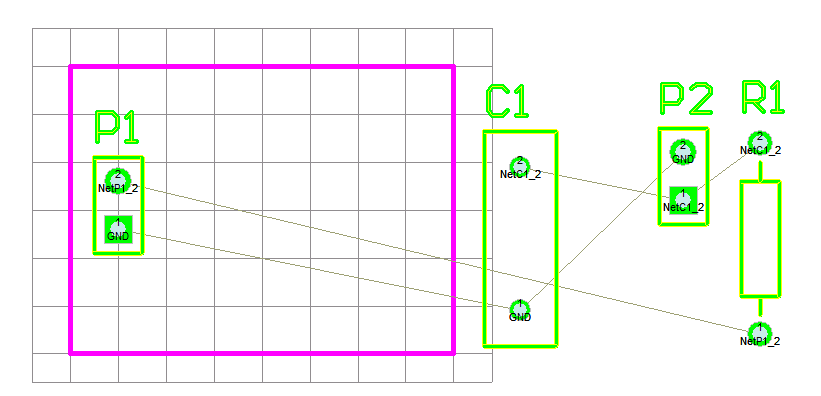 P1
2
NetP1_2
1
GND
C1
2
NetC1_2
1
GND
P2
2
GND
1
NetC1_2
R1
2
NetC1_2
1
NetP1_2